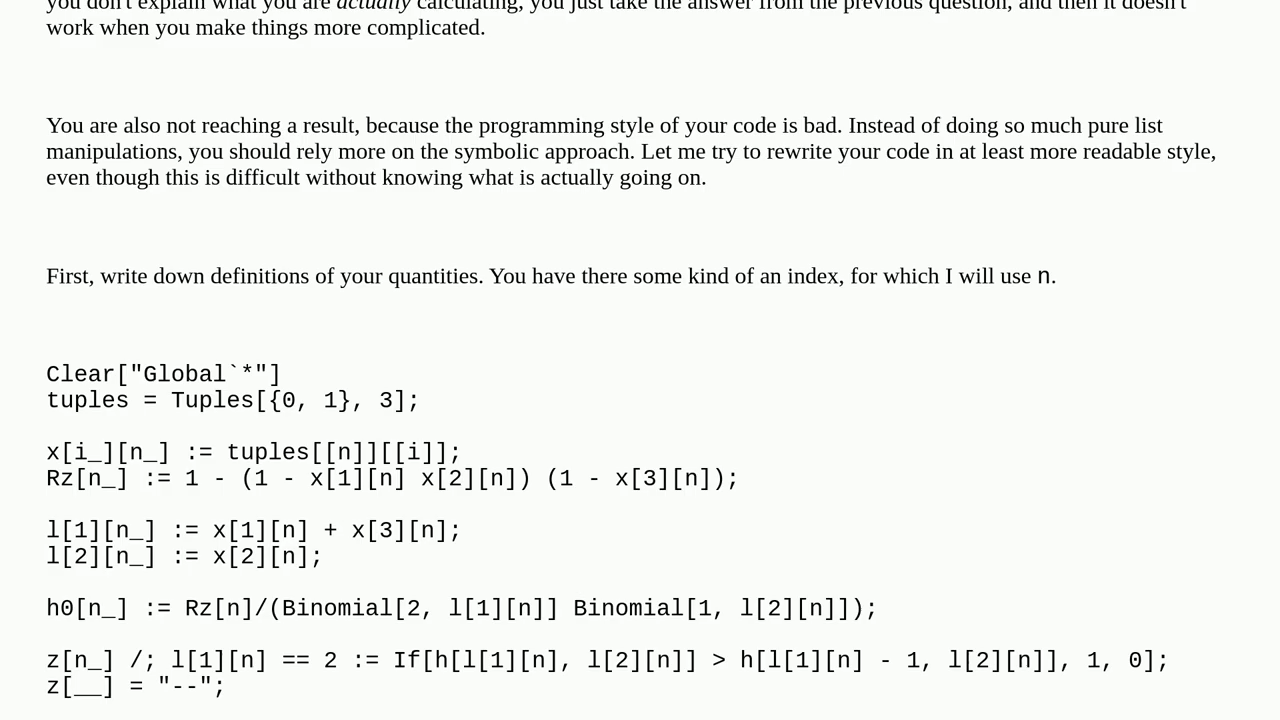 you don't explain what you are actually calculating, you just take the answer from the previous question, and then it doesn't
work when you make things more complicated.
You are also not reaching a result, because the programming style of your code is bad. Instead of doing so much pure list
manipulations, you should rely more on the symbolic approach. Let me try to rewrite your code in at least more readable style,
even though this is difficult without knowing what is actually going on.
First, write down definitions of your quantities. You have there some kind of an index, for which I will use n.
Clear["Global`*"]
tuples = Tuples[{0, 1}, 3];
x[i_][n_] := tuples[[n]][[i]];
Rz[n_] := 1 - (1 - x[1][n] x[2][n]) (1 - x[3][n]);
l[1][n_] := x[1][n] + x[3][n];
l[2][n_] := x[2][n];
h0[n_] := Rz[n]/(Binomial[2, l[1][n]] Binomial[1, l[2][n]]);
z[n_] /; l[1][n] == 2 := If[h[l[1][n], l[2][n]] > h[l[1][n] - 1, l[2][n]], 1, 0];
z[__] = "--";